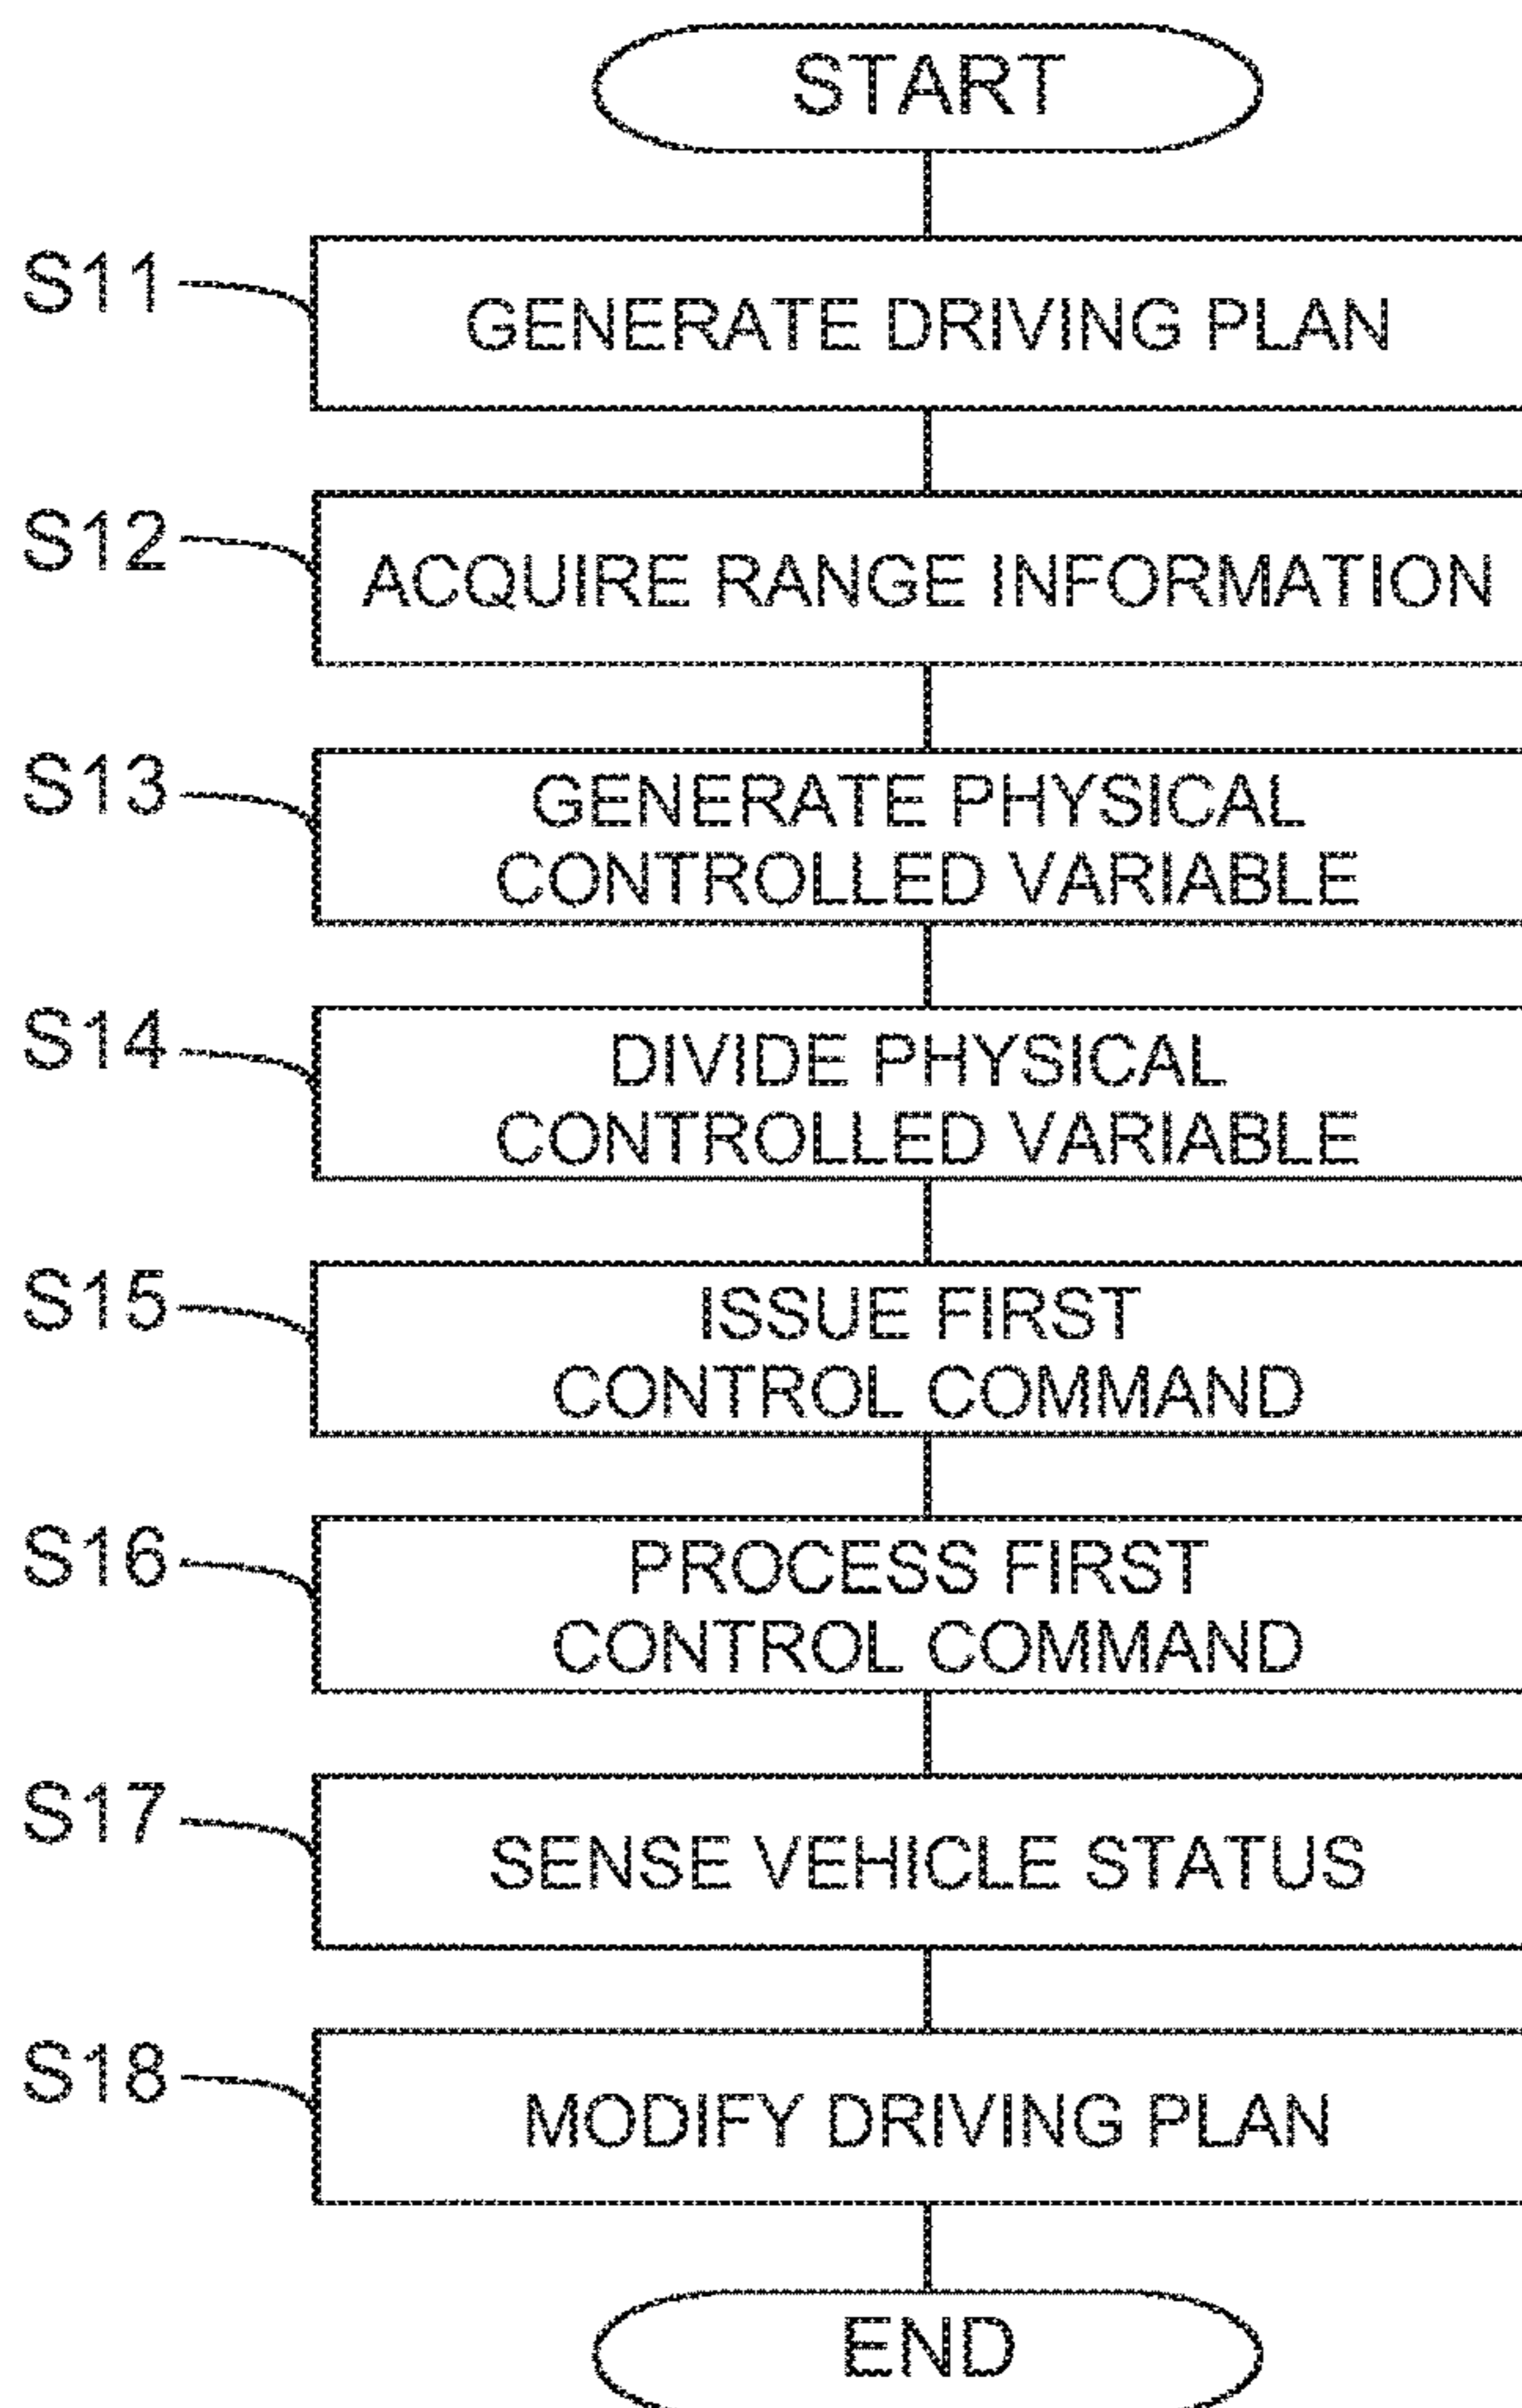 START
S11
GENERATE DRIVING PLAN
S12
ACQUIRE RANGE INFORMATION
S13
GENERATE PHYSICAL
CONTROLLED VARIABLE
S14
DIVIDE PHYSICAL
CONTROLLED VARIABLE
S15
ISSUE FIRST
CONTROL COMMAND
S16
PROCESS FIRST
CONTROL COMMAND
S17
SENSE VEHICLE STATUS
S18
MODIFY DRIVING PLAN
END